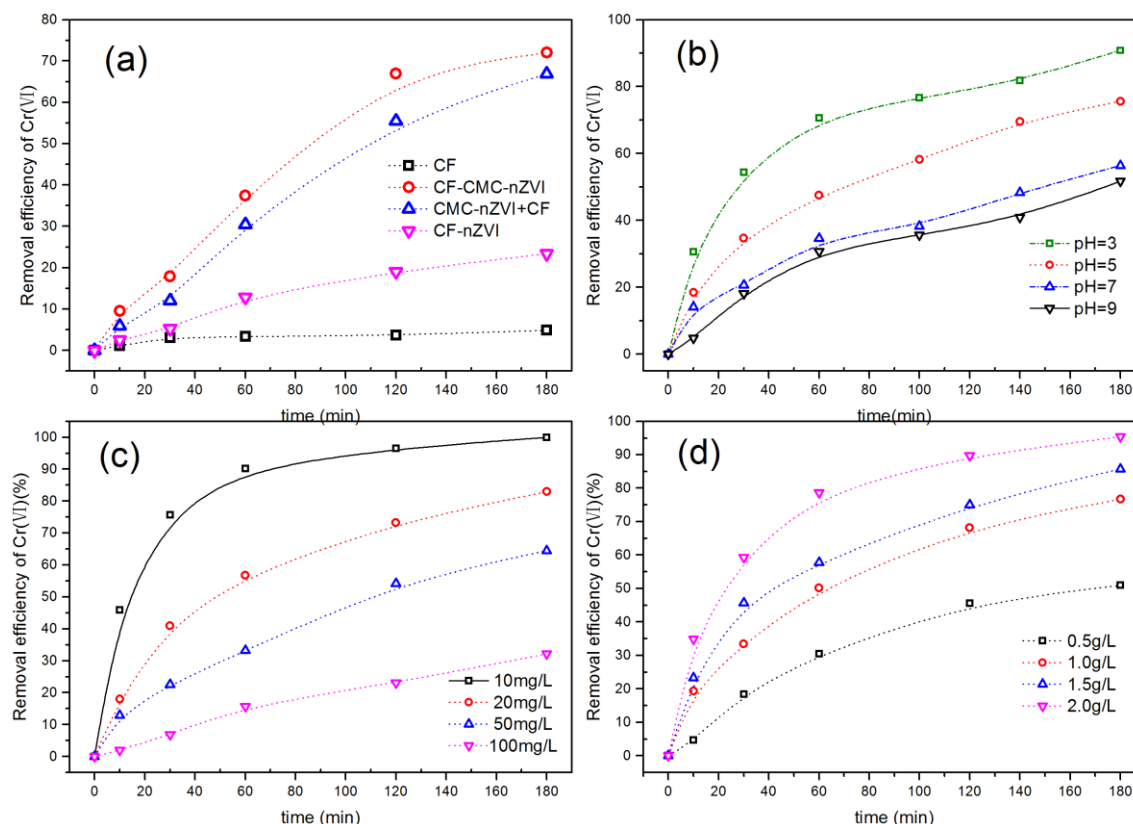 (a)
Removal efficiency of Cr(Ⅵ)
80
70
60
50
40
30
20
10
0
CF
CF-CMC-nZVI
CMC-nZVI+CF
CF-nZVI
0 20 40 60 80 100 120 140 160 180
time (min)
(b)
Removal efficiency of Cr(Ⅵ)
100
80
60
40
20
0
pH=3
pH=5
pH=7
pH=9
0 20 40 60 80 100 120 140 160 180
time(min)
(c)
Removal efficiency of Cr(Ⅵ)(%)
100
90
80
70
60
50
40
30
20
10
0
10mg/L
20mg/L
50mg/L
100mg/L
0 20 40 60 80 100 120 140 160 180
time (min)
(d)
Removal efficiency of Cr(Ⅵ)(%)
100
90
80
70
60
50
40
30
20
10
0
0.5g/L
1.0g/L
1.5g/L
2.0g/L
0 20 40 60 80 100 120 140 160 180
time (min)